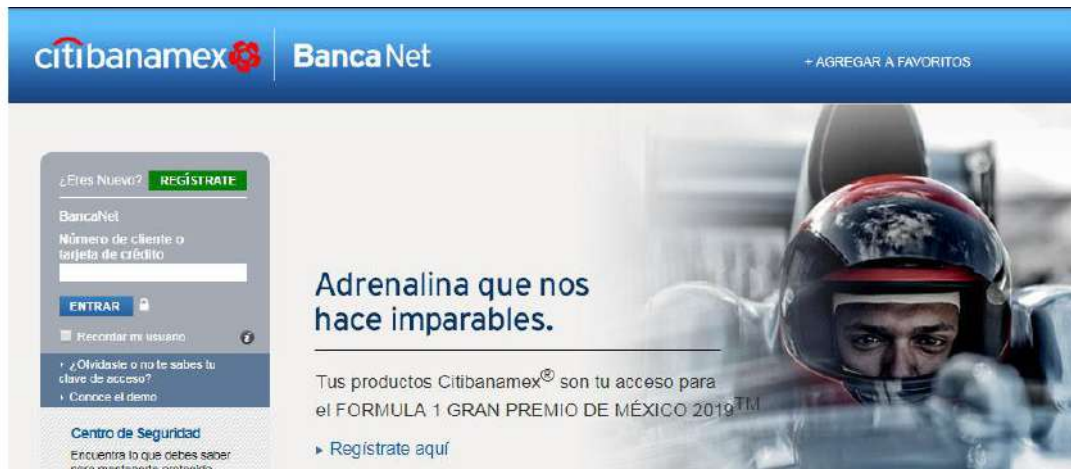 citibanamex
BancaNet
+ AGREGAR A FAVORITOS
¿Eres Nuevo? REGÍSTRATE
BancaNet
Número de cliente o
tarjeta de crédito
ENTRAR
Recordar mi usuario
i
› ¿Olvidaste o no te sabes tu
clave de acceso?
› Conoce el demo
Centro de Seguridad
Encuentra lo que debes saber
para mantenerte protegido
Adrenalina que nos
hace imparables.
Tus productos Citibanamex® son tu acceso para
el FORMULA 1 GRAN PREMIO DE MÉXICO 2019™
▸ Regístrate aquí